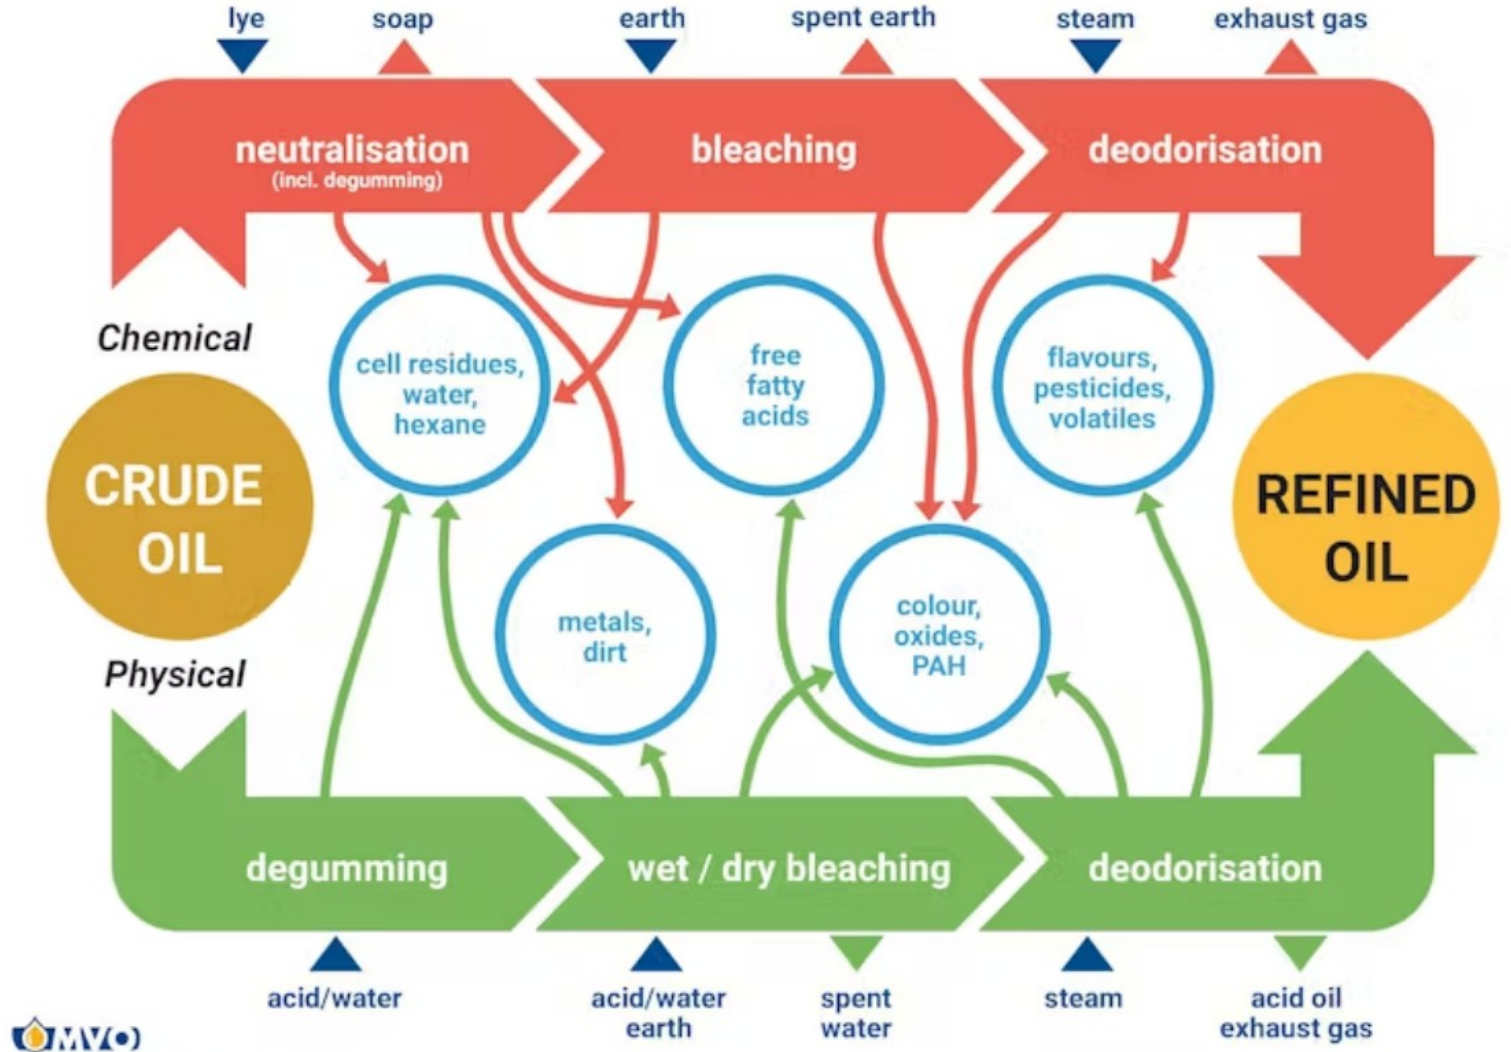 lye
soap
earth
spent earth
steam
exhaust gas
neutralisation
(incl. degumming)
bleaching
deodorisation
Chemical
cell residues,
water,
hexane
free
fatty
acids
flavours,
pesticides,
volatiles
CRUDE
OIL
REFINED
OIL
metals,
dirt
colour,
oxides,
PAH
Physical
degumming
wet / dry bleaching
deodorisation
acid/water
acid/water
earth
spent
water
steam
acid oil
exhaust gas
MVO